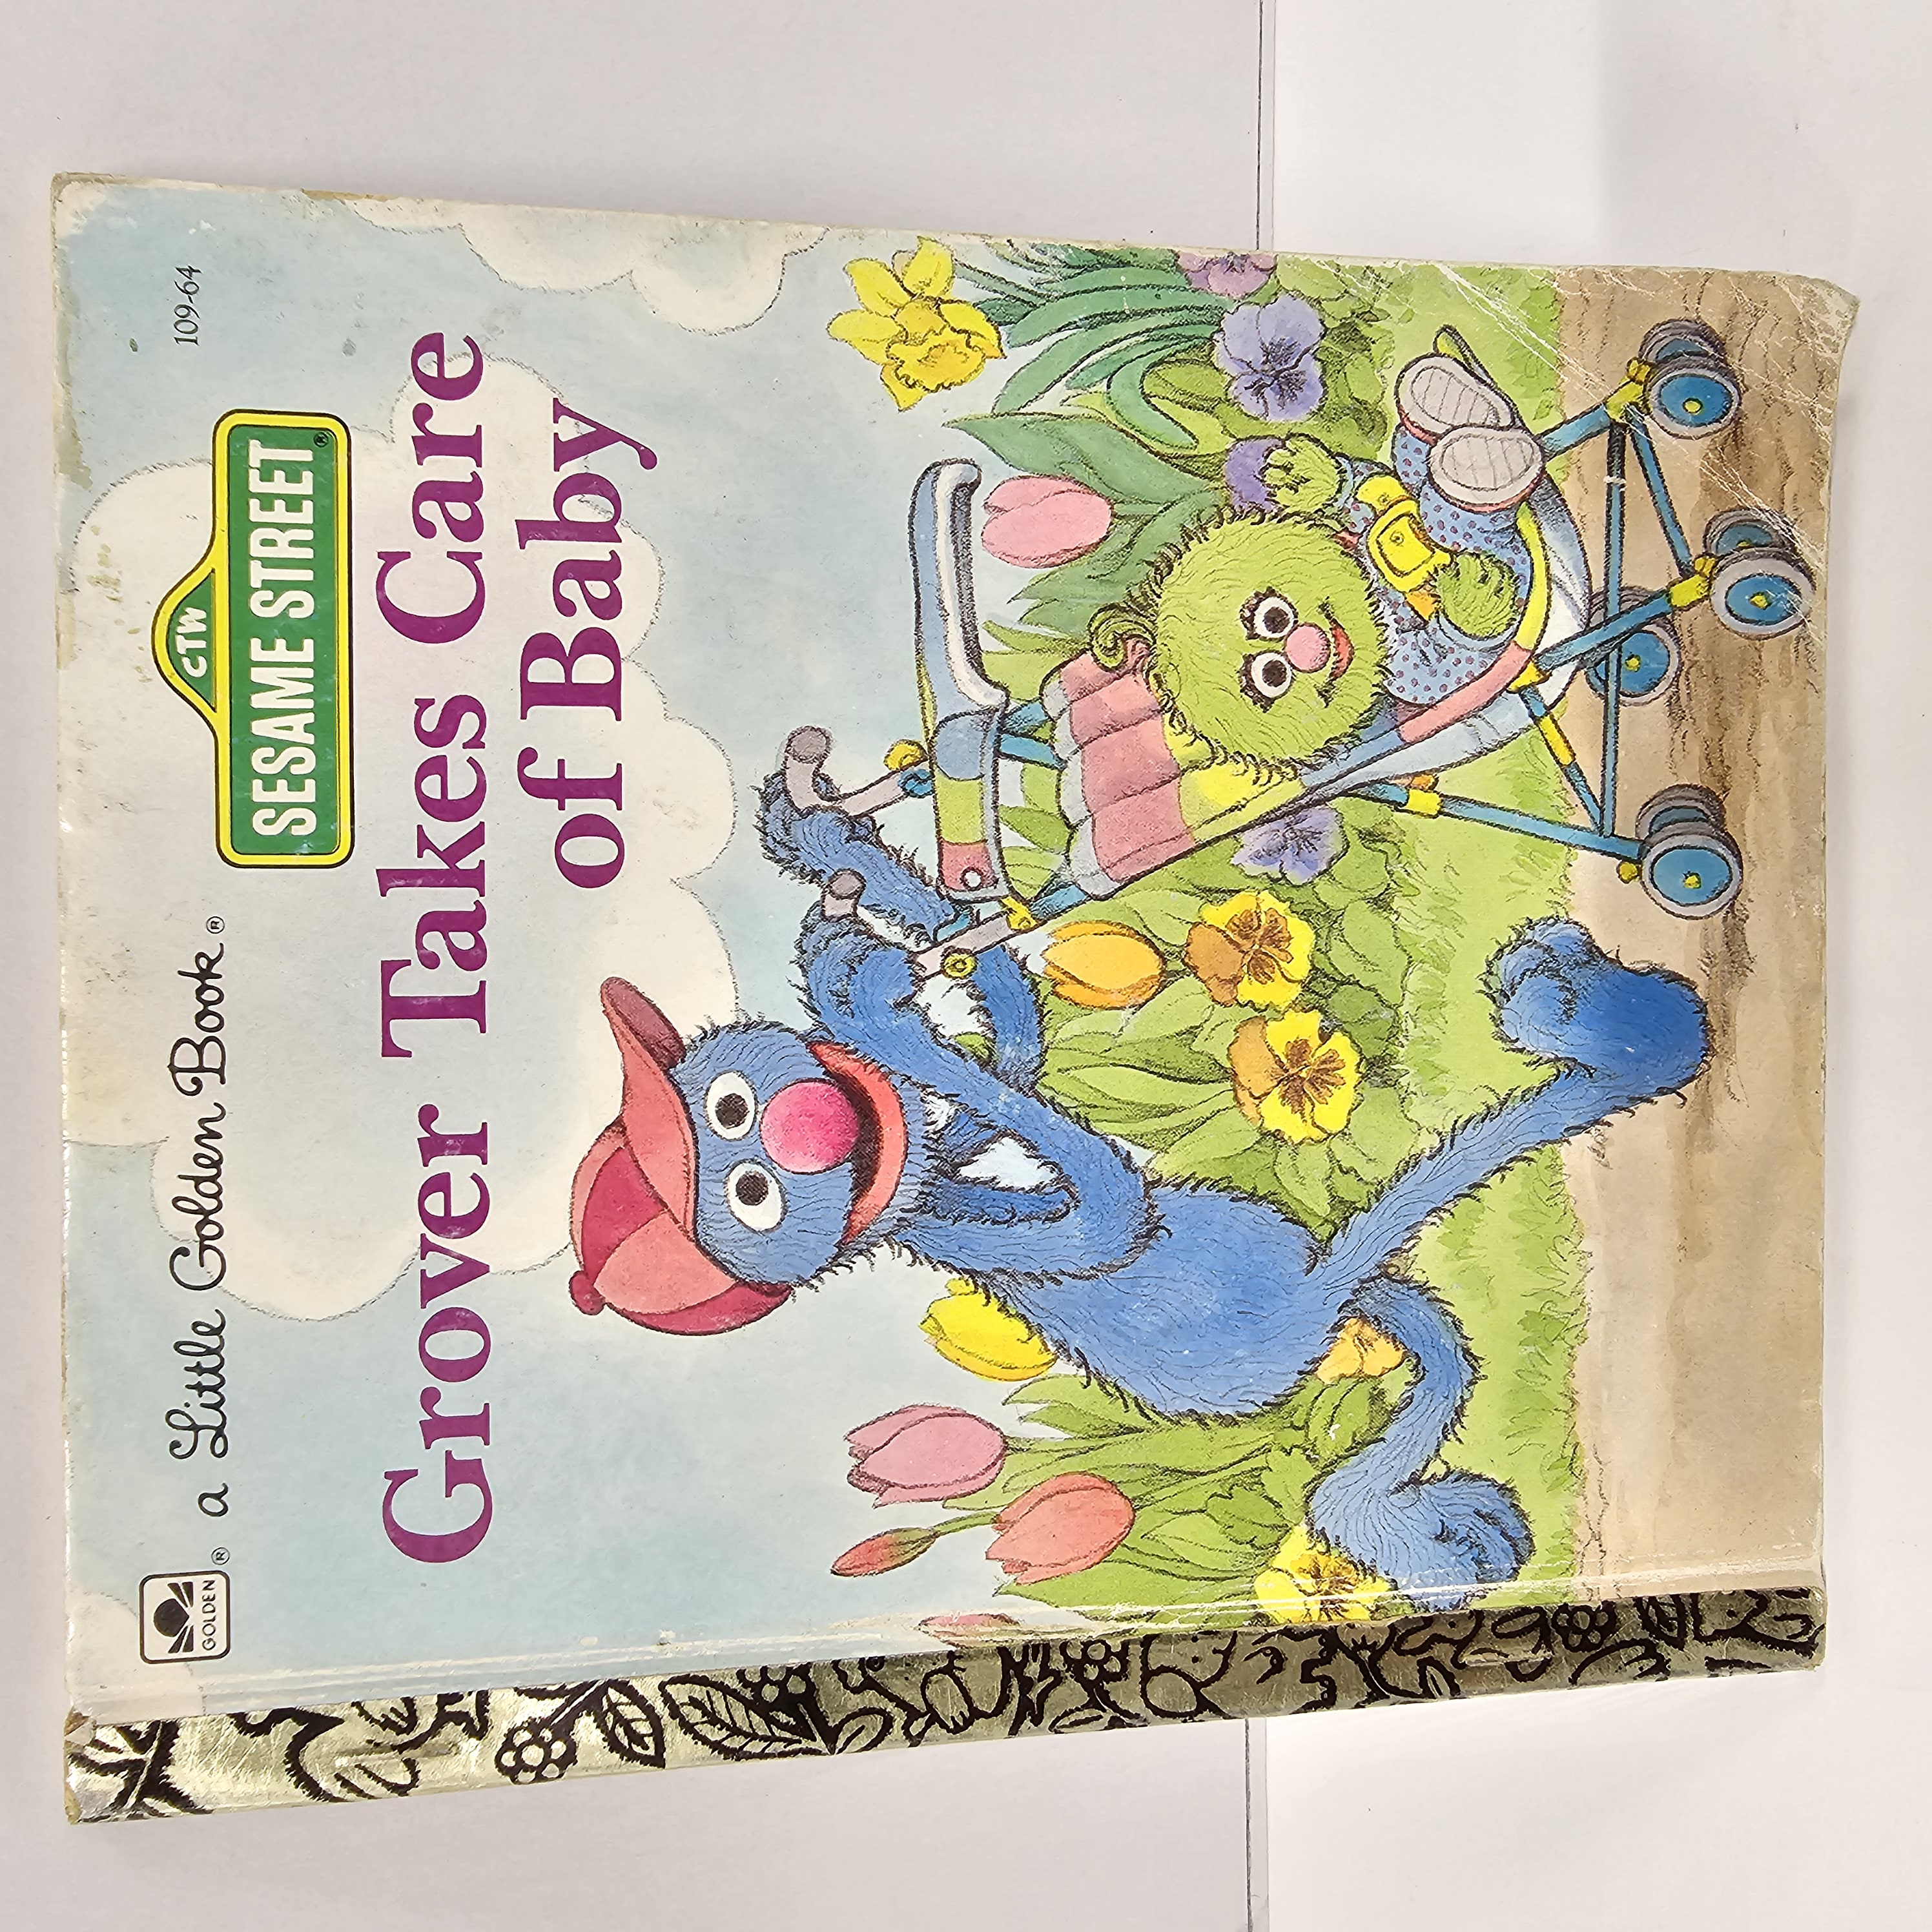 GOLDEN ®
a Little Golden Book ®
CTW
SESAME STREET ®
109-64
Grover Takes Care
of Baby